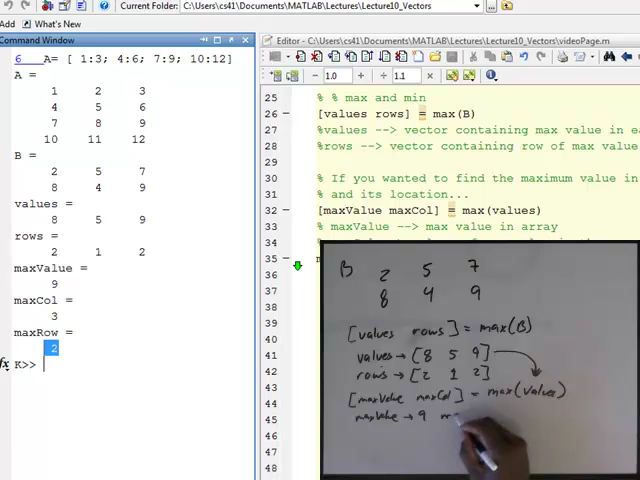 Window Help
Current Folder: C:\Users\cs41\Documents\MATLAB\Lectures\Lecture10_Vectors
Add What's New
Command Window
6 A= [ 1:3; 4:6; 7:9; 10:12]
A =
1 2 3
4 5 6
7 8 9
10 11 12
B =
2 5 7
8 4 9
values =
8 5 9
rows =
2 1 2
maxValue =
9
maxCol =
3
maxRow =
2
fx K>>
Editor - C:\Users\cs41\Documents\MATLAB\Lectures\Lecture10_Vectors\videoPage.m
− 1.0 + ÷ 1.1 ×
25 % % max and min
26 [values rows] = max(B)
27 %values --> vector containing max value in
28 %rows --> vector containing row of max value
29
30 % If you wanted to find the maximum value in
31 % and its location...
32 [maxValue maxCol] = max(values)
33 % maxValue --> max value in array
34
35
36
37
38
39
40
41
42
43
44
45
46
47
48
B 2 5 7
8 4 9
[values rows] = max(B)
values → [8 5 9]
rows → [2 1 2]
[maxValue maxCol] = max(values)
maxValue → 9 m